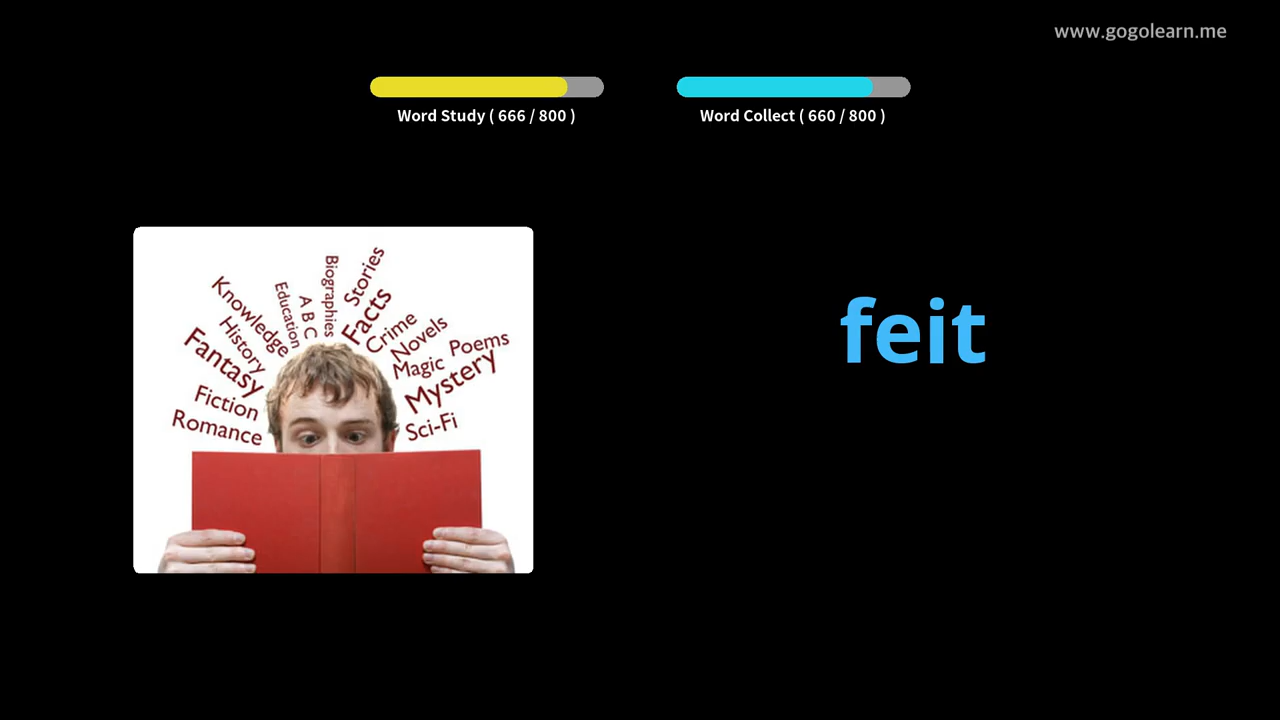 www.gogolearn.me
Word Study ( 666 / 800 )
Word Collect ( 660 / 800 )
Biographies
Stories
Education
A B C
Facts
Knowledge
Crime
History
Novels
Poems
Fantasy
Magic
Mystery
Fiction
Romance
Sci-Fi
feit